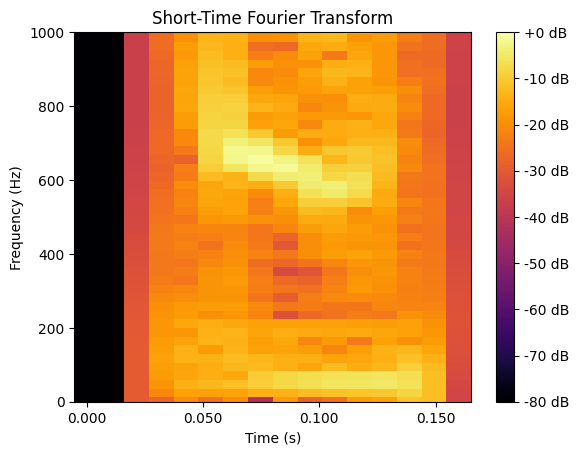 Short-Time Fourier Transform
1000
800
600
400
200
0
Frequency (Hz)
0.000
0.050
0.100
0.150
Time (s)
+0 dB
-10 dB
-20 dB
-30 dB
-40 dB
-50 dB
-60 dB
-70 dB
-80 dB